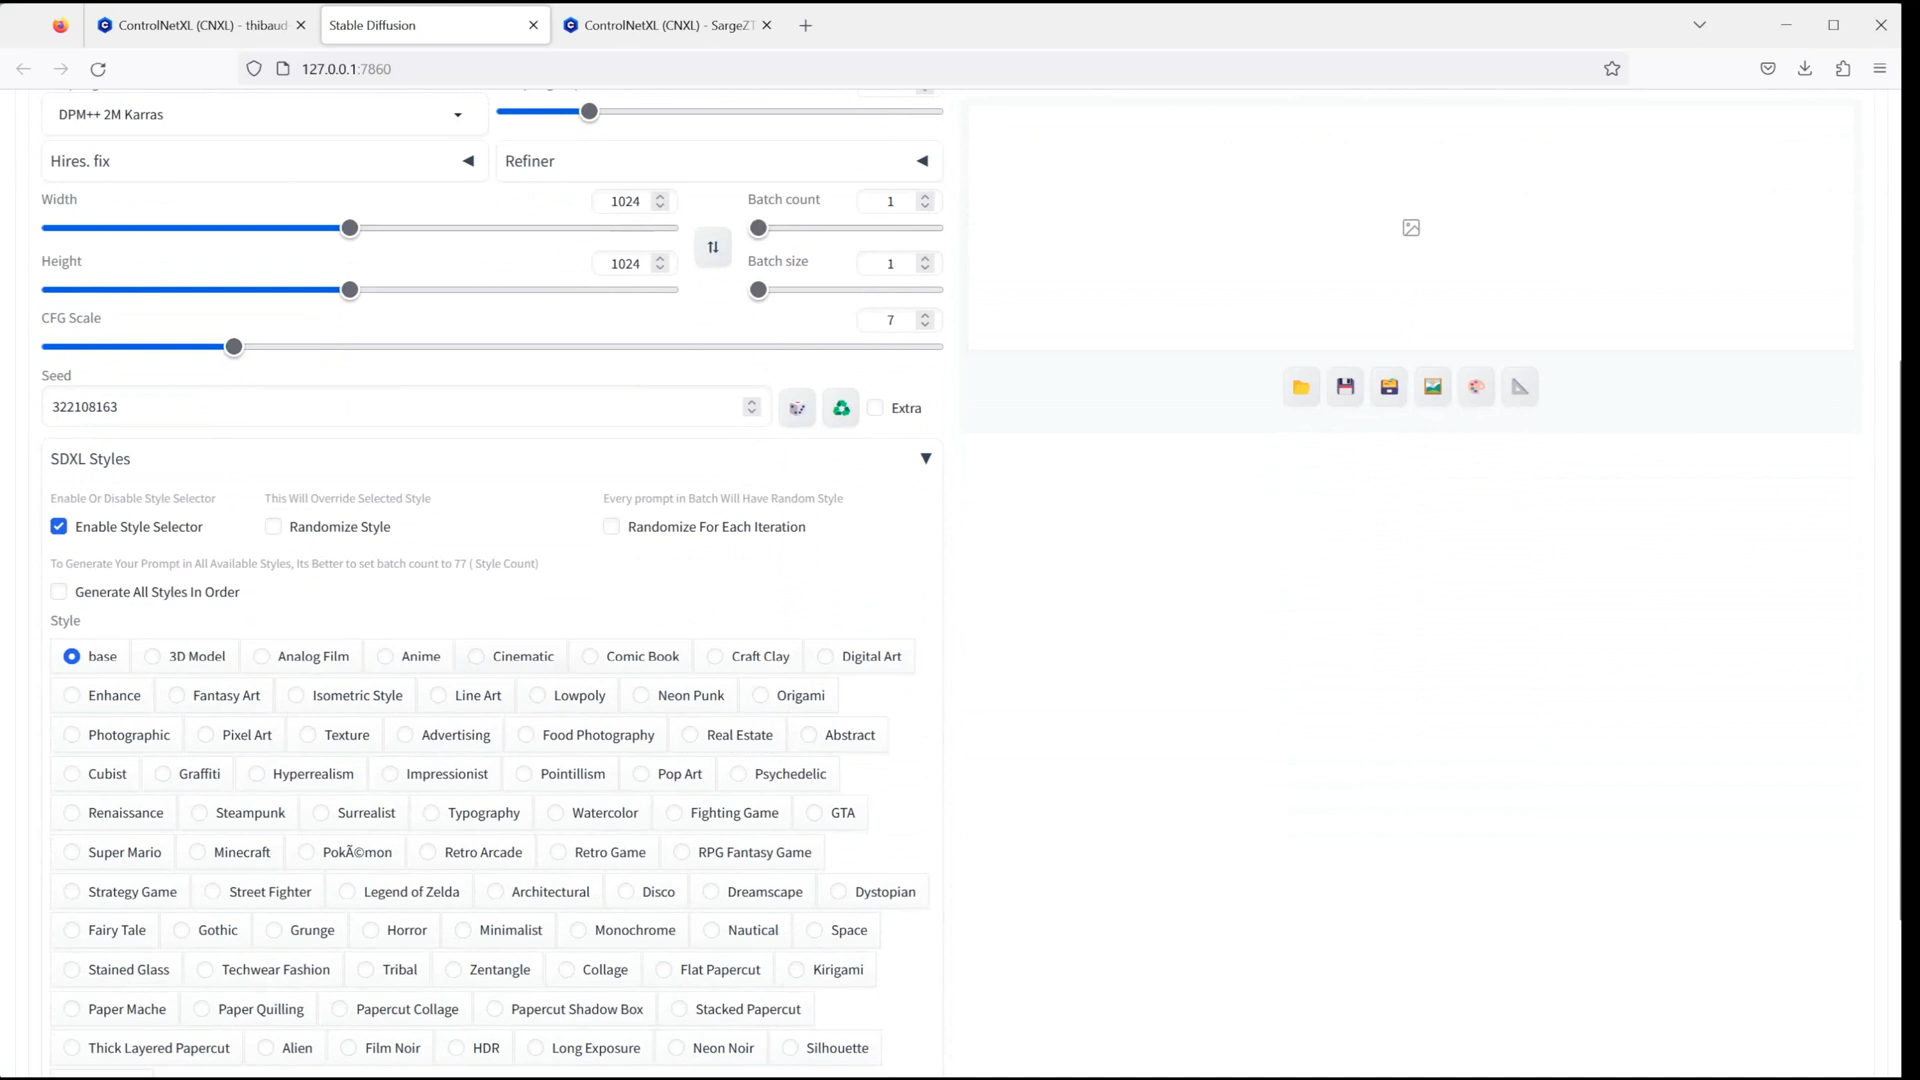 ControlNetXL (CNXL) - thibaud
Stable Diffusion
ControlNetXL (CNXL) - SargeZT
127.0.0.1:7860
DPM++ 2M Karras
Hires. fix
Refiner
Width
1024
Batch count
1
Height
1024
Batch size
1
CFG Scale
7
Seed
322108163
Extra
SDXL Styles
Enable Or Disable Style Selector
This Will Override Selected Style
Every prompt in Batch Will Have Random Style
Enable Style Selector
Randomize Style
Randomize For Each Iteration
To Generate Your Prompt in All Available Styles, Its Better to set batch count to 77 ( Style Count)
Generate All Styles In Order
Style
base 3D Model Analog Film Anime Cinematic Comic Book Craft Clay Digital Art
Enhance Fantasy Art Isometric Style Line Art Lowpoly Neon Punk Origami
Photographic Pixel Art Texture Advertising Food Photography Real Estate Abstract
Cubist Graffiti Hyperrealism Impressionist Pointillism Pop Art Psychedelic
Renaissance Steampunk Surrealist Typography Watercolor Fighting Game GTA
Super Mario Minecraft PokÃ©mon Retro Arcade Retro Game RPG Fantasy Game
Strategy Game Street Fighter Legend of Zelda Architectural Disco Dreamscape Dystopian
Fairy Tale Gothic Grunge Horror Minimalist Monochrome Nautical Space
Stained Glass Techwear Fashion Tribal Zentangle Collage Flat Papercut Kirigami
Paper Mache Paper Quilling Papercut Collage Papercut Shadow Box Stacked Papercut
Thick Layered Papercut Alien Film Noir HDR Long Exposure Neon Noir Silhouette